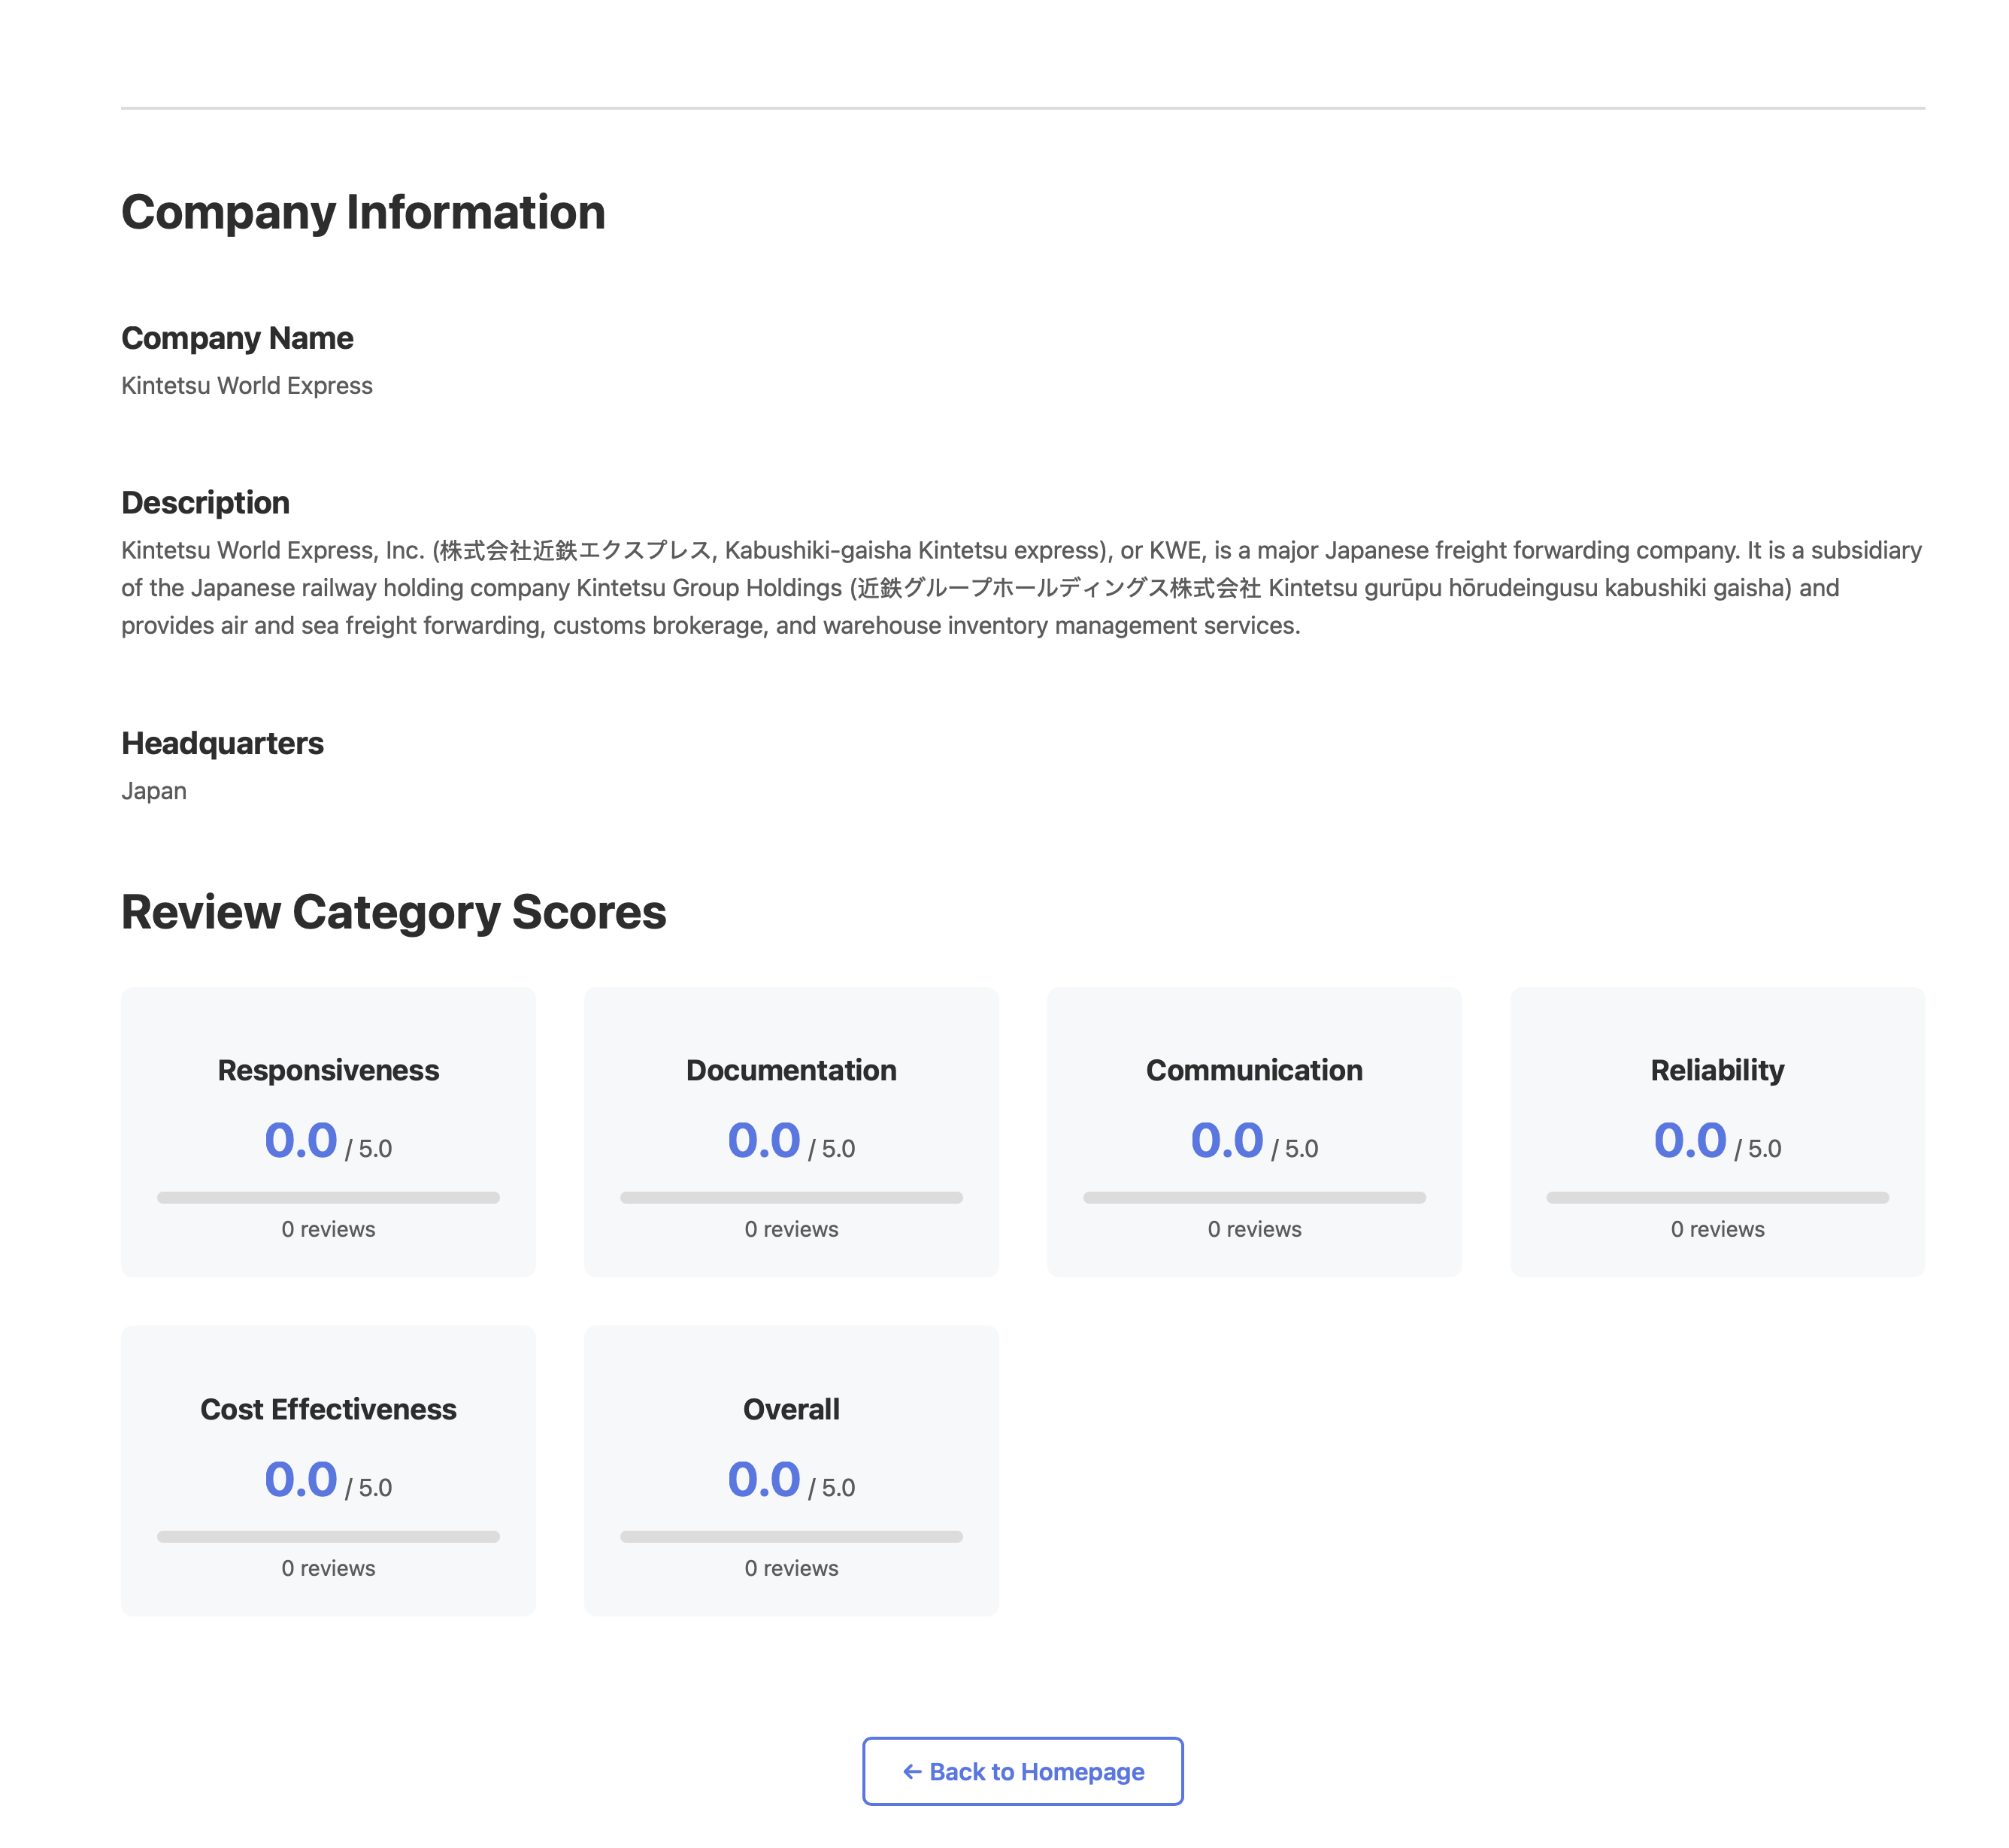 Company Information
Company Name
Kintetsu World Express
Description
Kintetsu World Express, Inc. (株式会社近鉄エクスプレス, Kabushiki-gaisha Kintetsu express), or KWE, is a major Japanese freight forwarding company. It is a subsidiary
of the Japanese railway holding company Kintetsu Group Holdings (近鉄グループホールディングス株式会社 Kintetsu gurūpu hōrudeingusu kabushiki gaisha) and
provides air and sea freight forwarding, customs brokerage, and warehouse inventory management services.
Headquarters
Japan
Review Category Scores
Responsiveness
0.0 / 5.0
0 reviews
Documentation
0.0 / 5.0
0 reviews
Communication
0.0 / 5.0
0 reviews
Reliability
0.0 / 5.0
0 reviews
Cost Effectiveness
0.0 / 5.0
0 reviews
Overall
0.0 / 5.0
0 reviews
← Back to Homepage